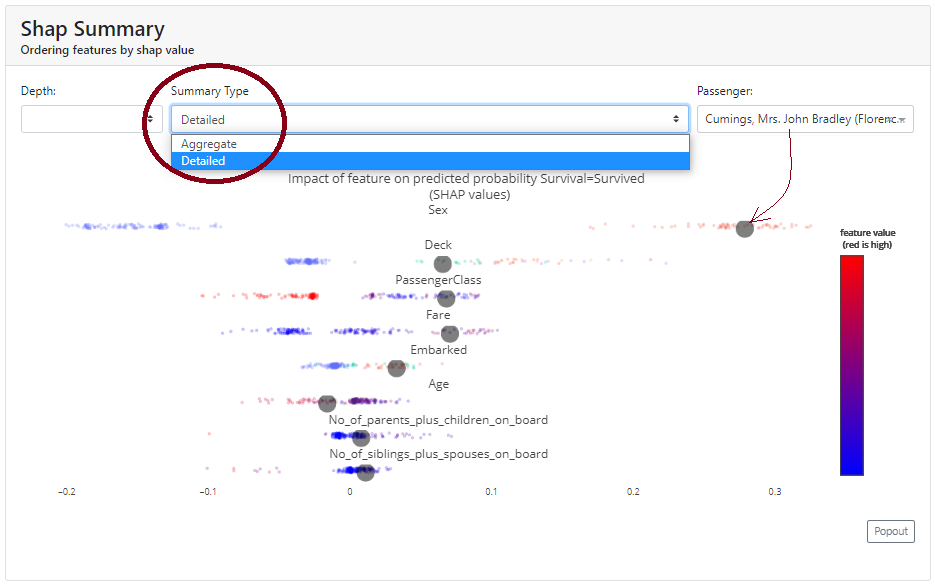 Shap Summary
Ordering features by shap value
Depth: Summary Type Passenger:
Detailed Cumings, Mrs. John Bradley (Florenc...
Aggregate
Detailed
Impact of feature on predicted probability Survival=Survived
(SHAP values)
Sex
feature value
(red is high)
Deck
PassengerClass
Fare
Embarked
Age
No_of_parents_plus_children_on_board
No_of_siblings_plus_spouses_on_board
−0.2 −0.1 0 0.1 0.2 0.3
Popout